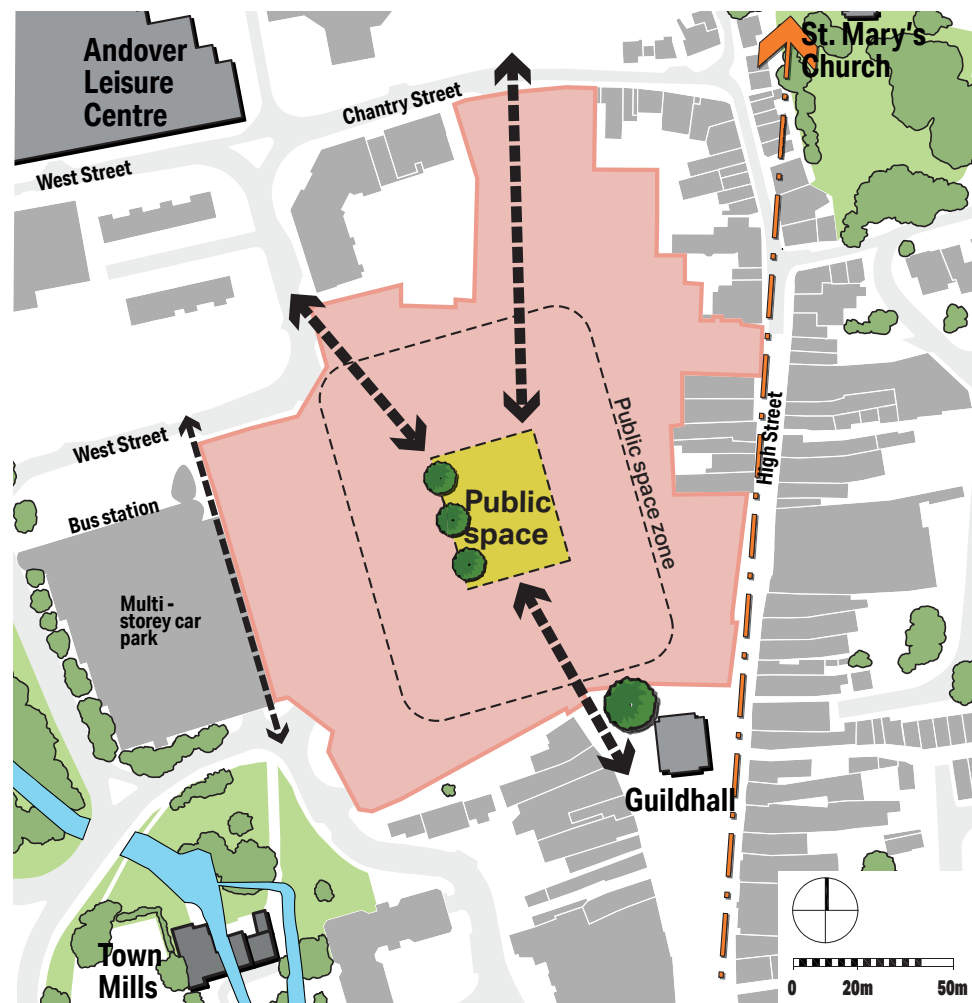 Andover
Leisure
Centre
St. Mary's
Church
Chantry Street
West Street
High Street
West Street
Public space zone
Public
space
Bus station
Multi -
storey car
park
Guildhall
Town
Mills
0 20m 50m